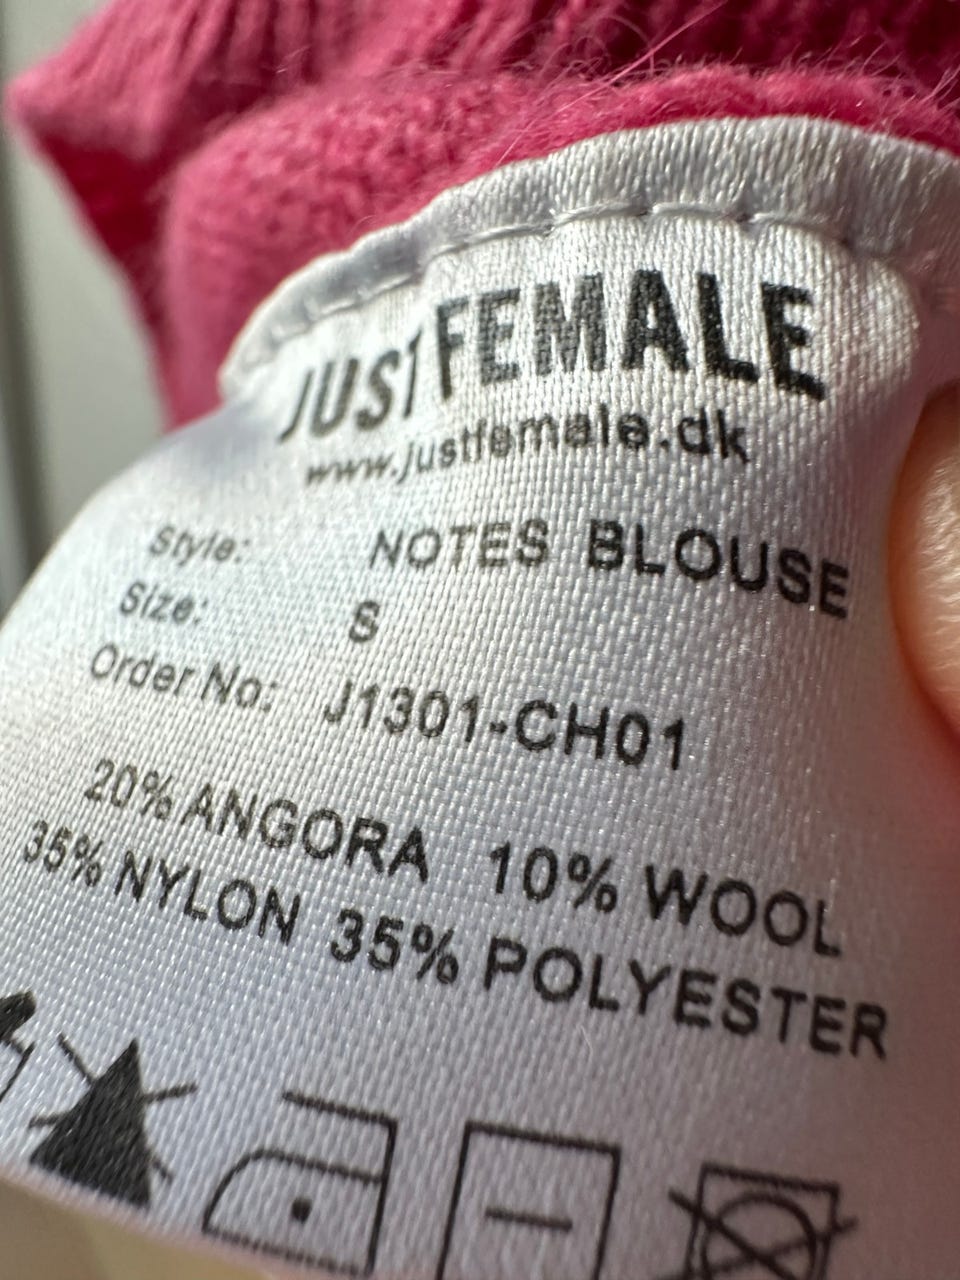 JUST FEMALE
www.justfemale.dk
Style: NOTES BLOUSE
Size: S
Order No: J1301-CH01
20% ANGORA 10% WOOL
35% NYLON 35% POLYESTER